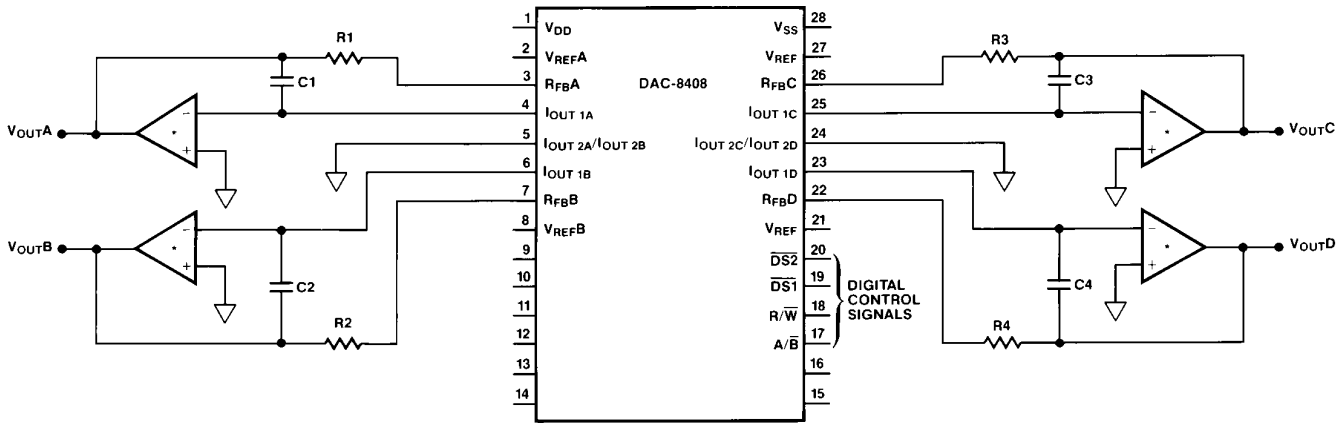 DAC-8408
1 VDD
2 VREFA
3 RFBA
4 IOUT 1A
5 IOUT 2A/IOUT 2B
6 IOUT 1B
7 RFBB
8 VREFB
9
10
11
12
13
14
28 VSS
27 VREF
26 RFBC
25 IOUT 1C
24 IOUT 2C/IOUT 2D
23 IOUT 1D
22 RFBD
21 VREF
20 D̅S̅2̅
19 D̅S̅1̅
18 R/W̅
17 A/B̅
16
15
DIGITAL
CONTROL
SIGNALS
R1
C1
VOUTA
-
*
+
VOUTB
-
*
+
C2
R2
R3
C3
-
*
+
VOUTC
-
*
+
VOUTD
C4
R4